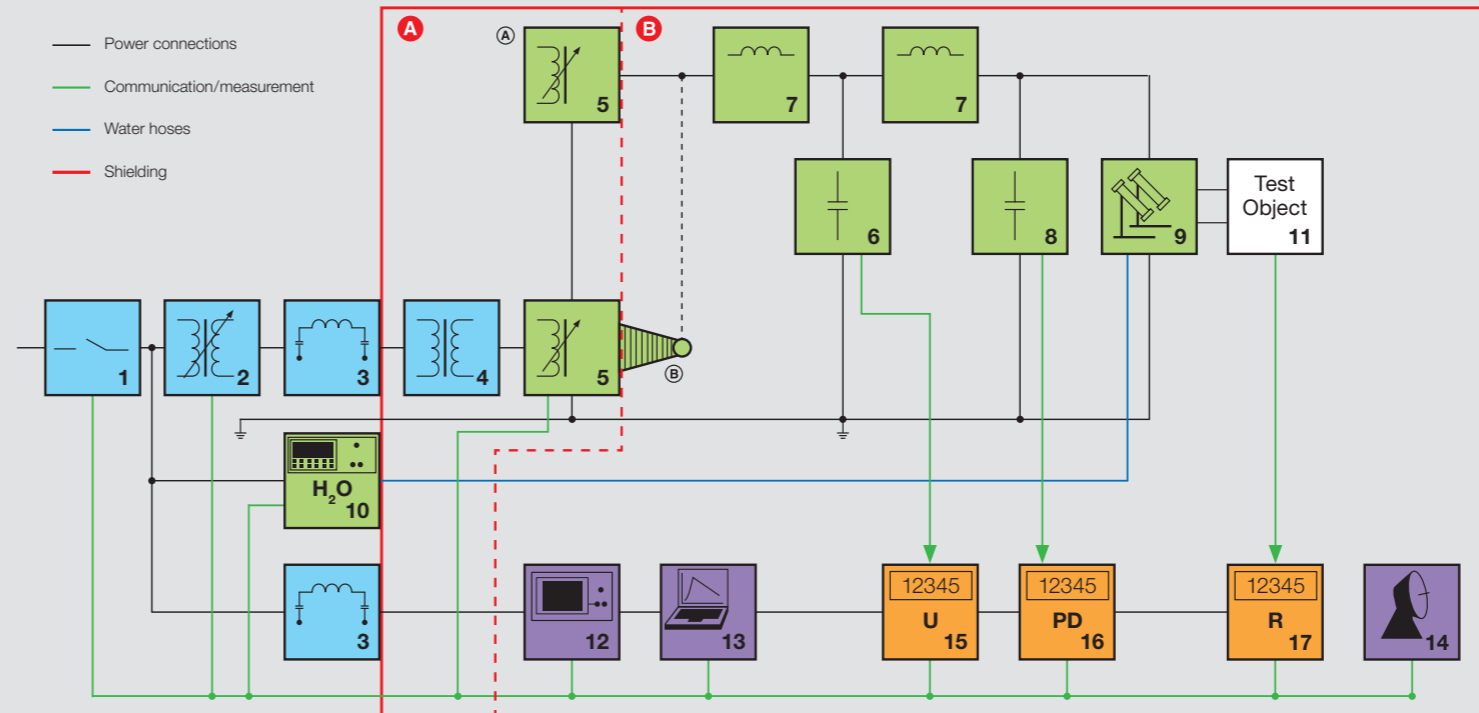 Power connections
Communication/measurement
Water hoses
Shielding
A
A
B
5
7
7
6
8
9
Test
Object
11
1
2
3
4
5
B
H₂O
10
3
12
13
12345
U
15
12345
PD
16
12345
R
17
14